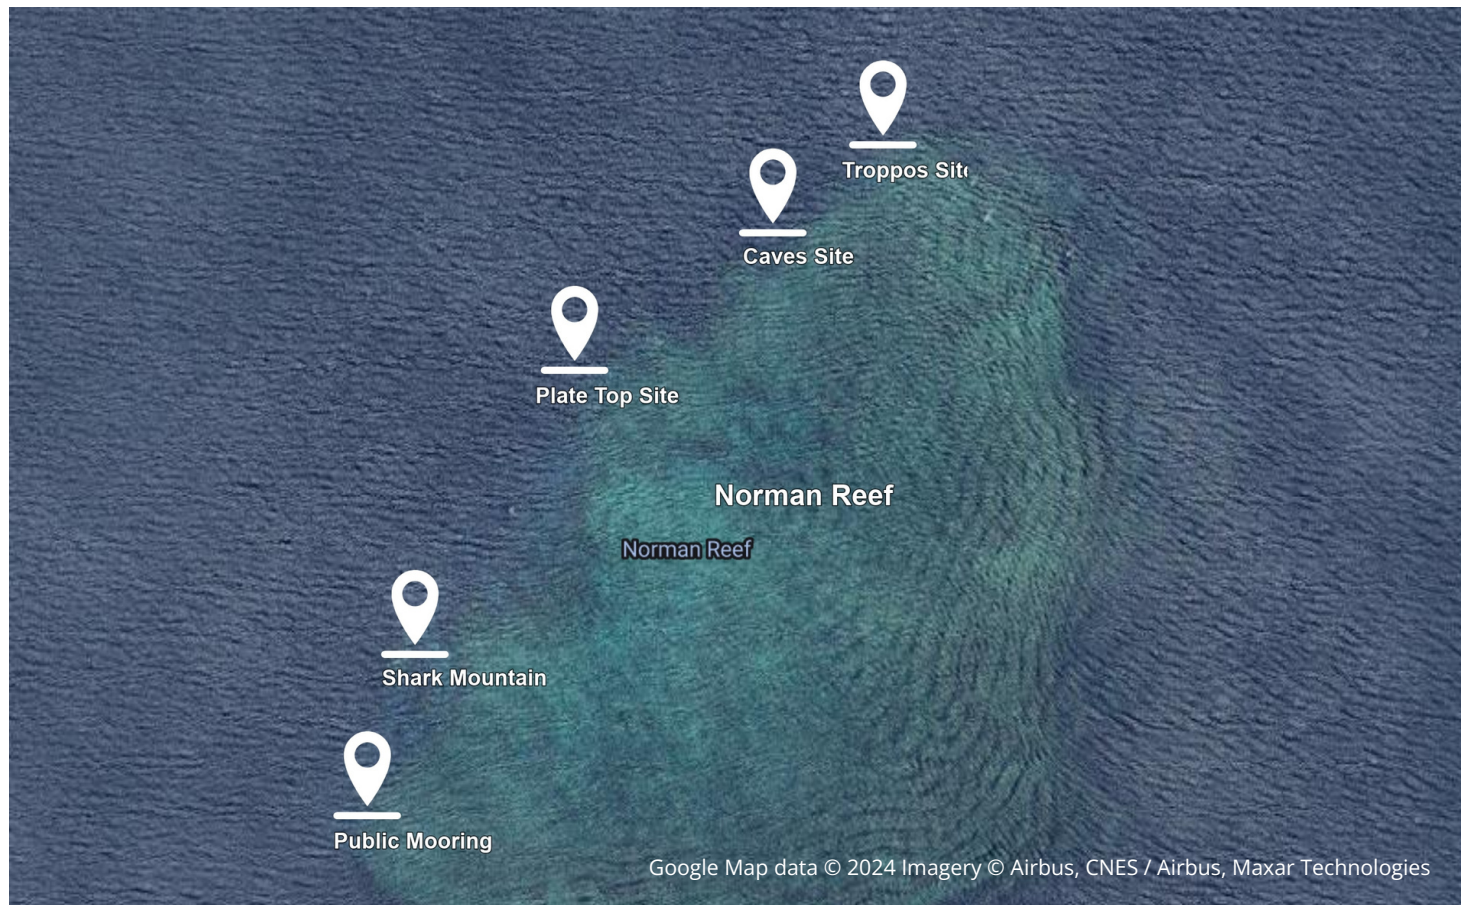 Troppos Site
Caves Site
Plate Top Site
Norman Reef
Norman Reef
Shark Mountain
Public Mooring
Google Map data © 2024 Imagery © Airbus, CNES / Airbus, Maxar Technologies